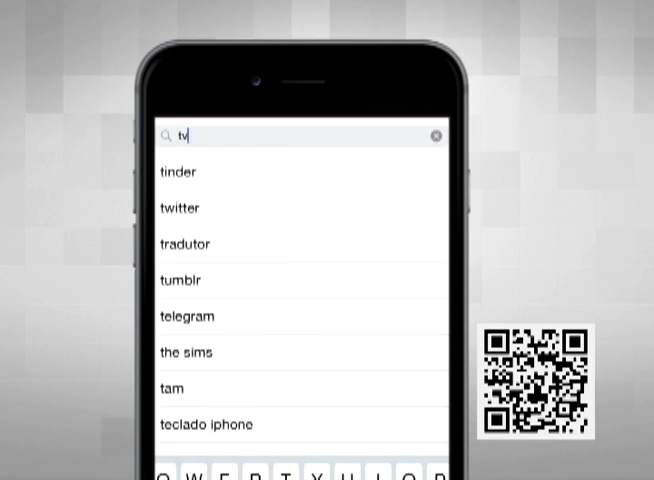 tv
tinder
twitter
tradutor
tumblr
telegram
the sims
tam
teclado iphone
Q W E R T Y U I O P